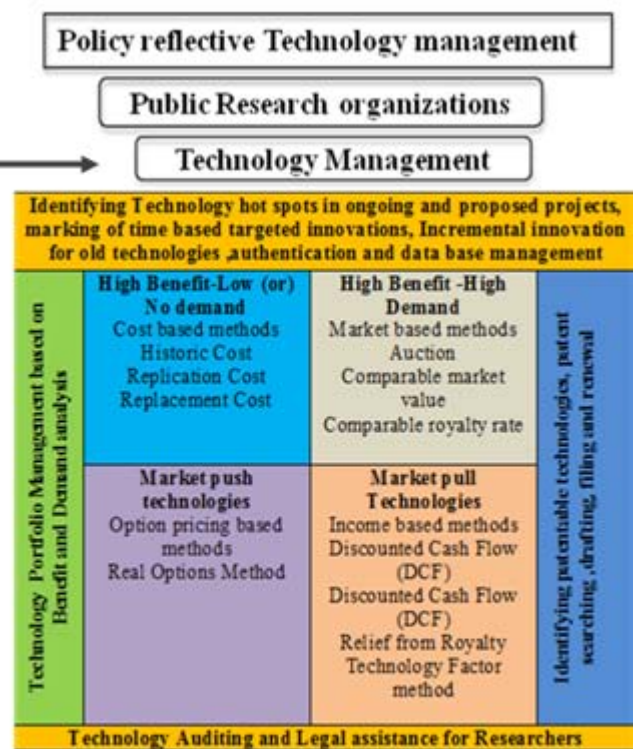 Policy reflective Technology management
Public Research organizations
Technology Management
Identifying Technology hot spots in ongoing and proposed projects,
marking of time based targeted innovations, Incremental innovation
for old technologies ,authentication and data base management
Technology Portfolio Management based on
Benefit and Demand analysis
High Benefit-Low (or)
No demand
Cost based methods
Historic Cost
Replication Cost
Replacement Cost
High Benefit -High
Demand
Market based methods
Auction
Comparable market
value
Comparable royalty rate
Market push
technologies
Option pricing based
methods
Real Options Method
Market pull
Technologies
Income based methods
Discounted Cash Flow
(DCF)
Discounted Cash Flow
(DCF)
Relief from Royalty
Technology Factor
method
Identifying patentable technologies, patent
searching ,drafting, filing and renewal
Technology Auditing and Legal assistance for Researchers